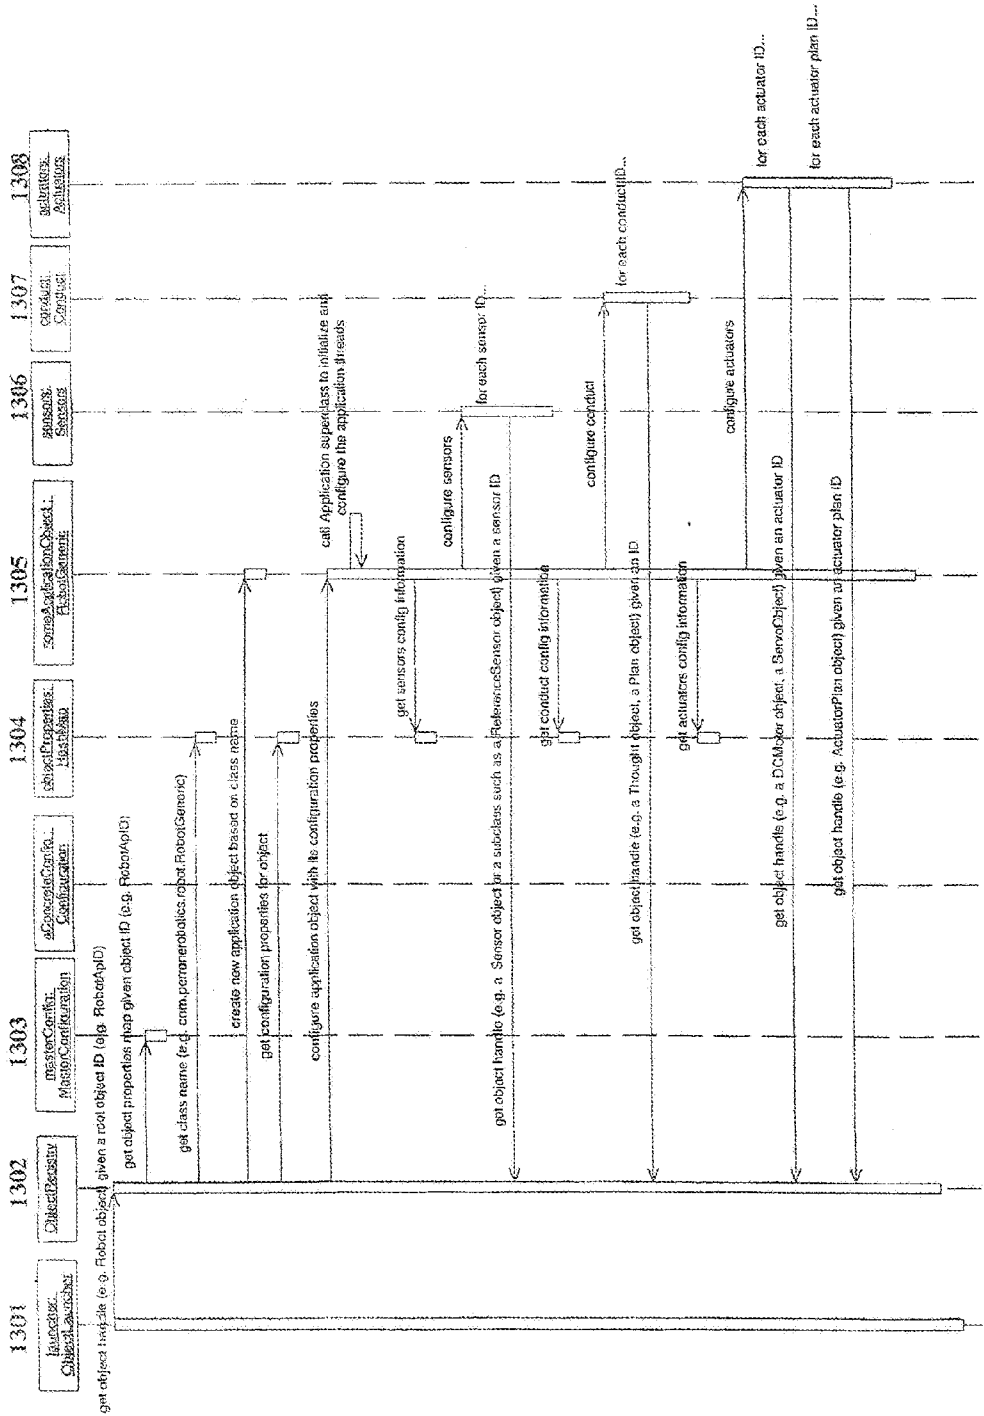 1301
launcher:
ObjectLauncher
1302
ObjectRegistry
1303
masterConfig:
MasterConfiguration
aConcreteConfig:
Configuration
1304
objectProperties:
HashMap
1305
someApplicationObject:
RobotGeneric
1306
sensors:
Sensors
1307
conduct:
Conduct
1308
actuators:
Actuators
get object handle (e.g. Robot object) given a root object ID (e.g. RobotApID)
get object properties map given object ID (e.g. RobotApID)
get class name (e.g. com.perronerobotics.robot.RobotGeneric)
create new application object based on class name
get configuration properties for object
configure application object with its configuration properties
call Application superclass to initialize and
configure the application threads
get sensors config information
configure sensors
for each sensor ID...
get object handle (e.g. a Sensor object or a subclass such as a ReferenceSensor object) given a sensor ID
get conduct config information
configure conduct
for each conduct ID...
get object handle (e.g. a Thought object, a Plan object) given an ID
get actuators config information
configure actuators
for each actuator ID...
get object handle (e.g. a DCMotor object, a ServoObject) given an actuator ID
for each actuator plan ID...
get object handle (e.g. ActuatorPlan object) given an actuator plan ID